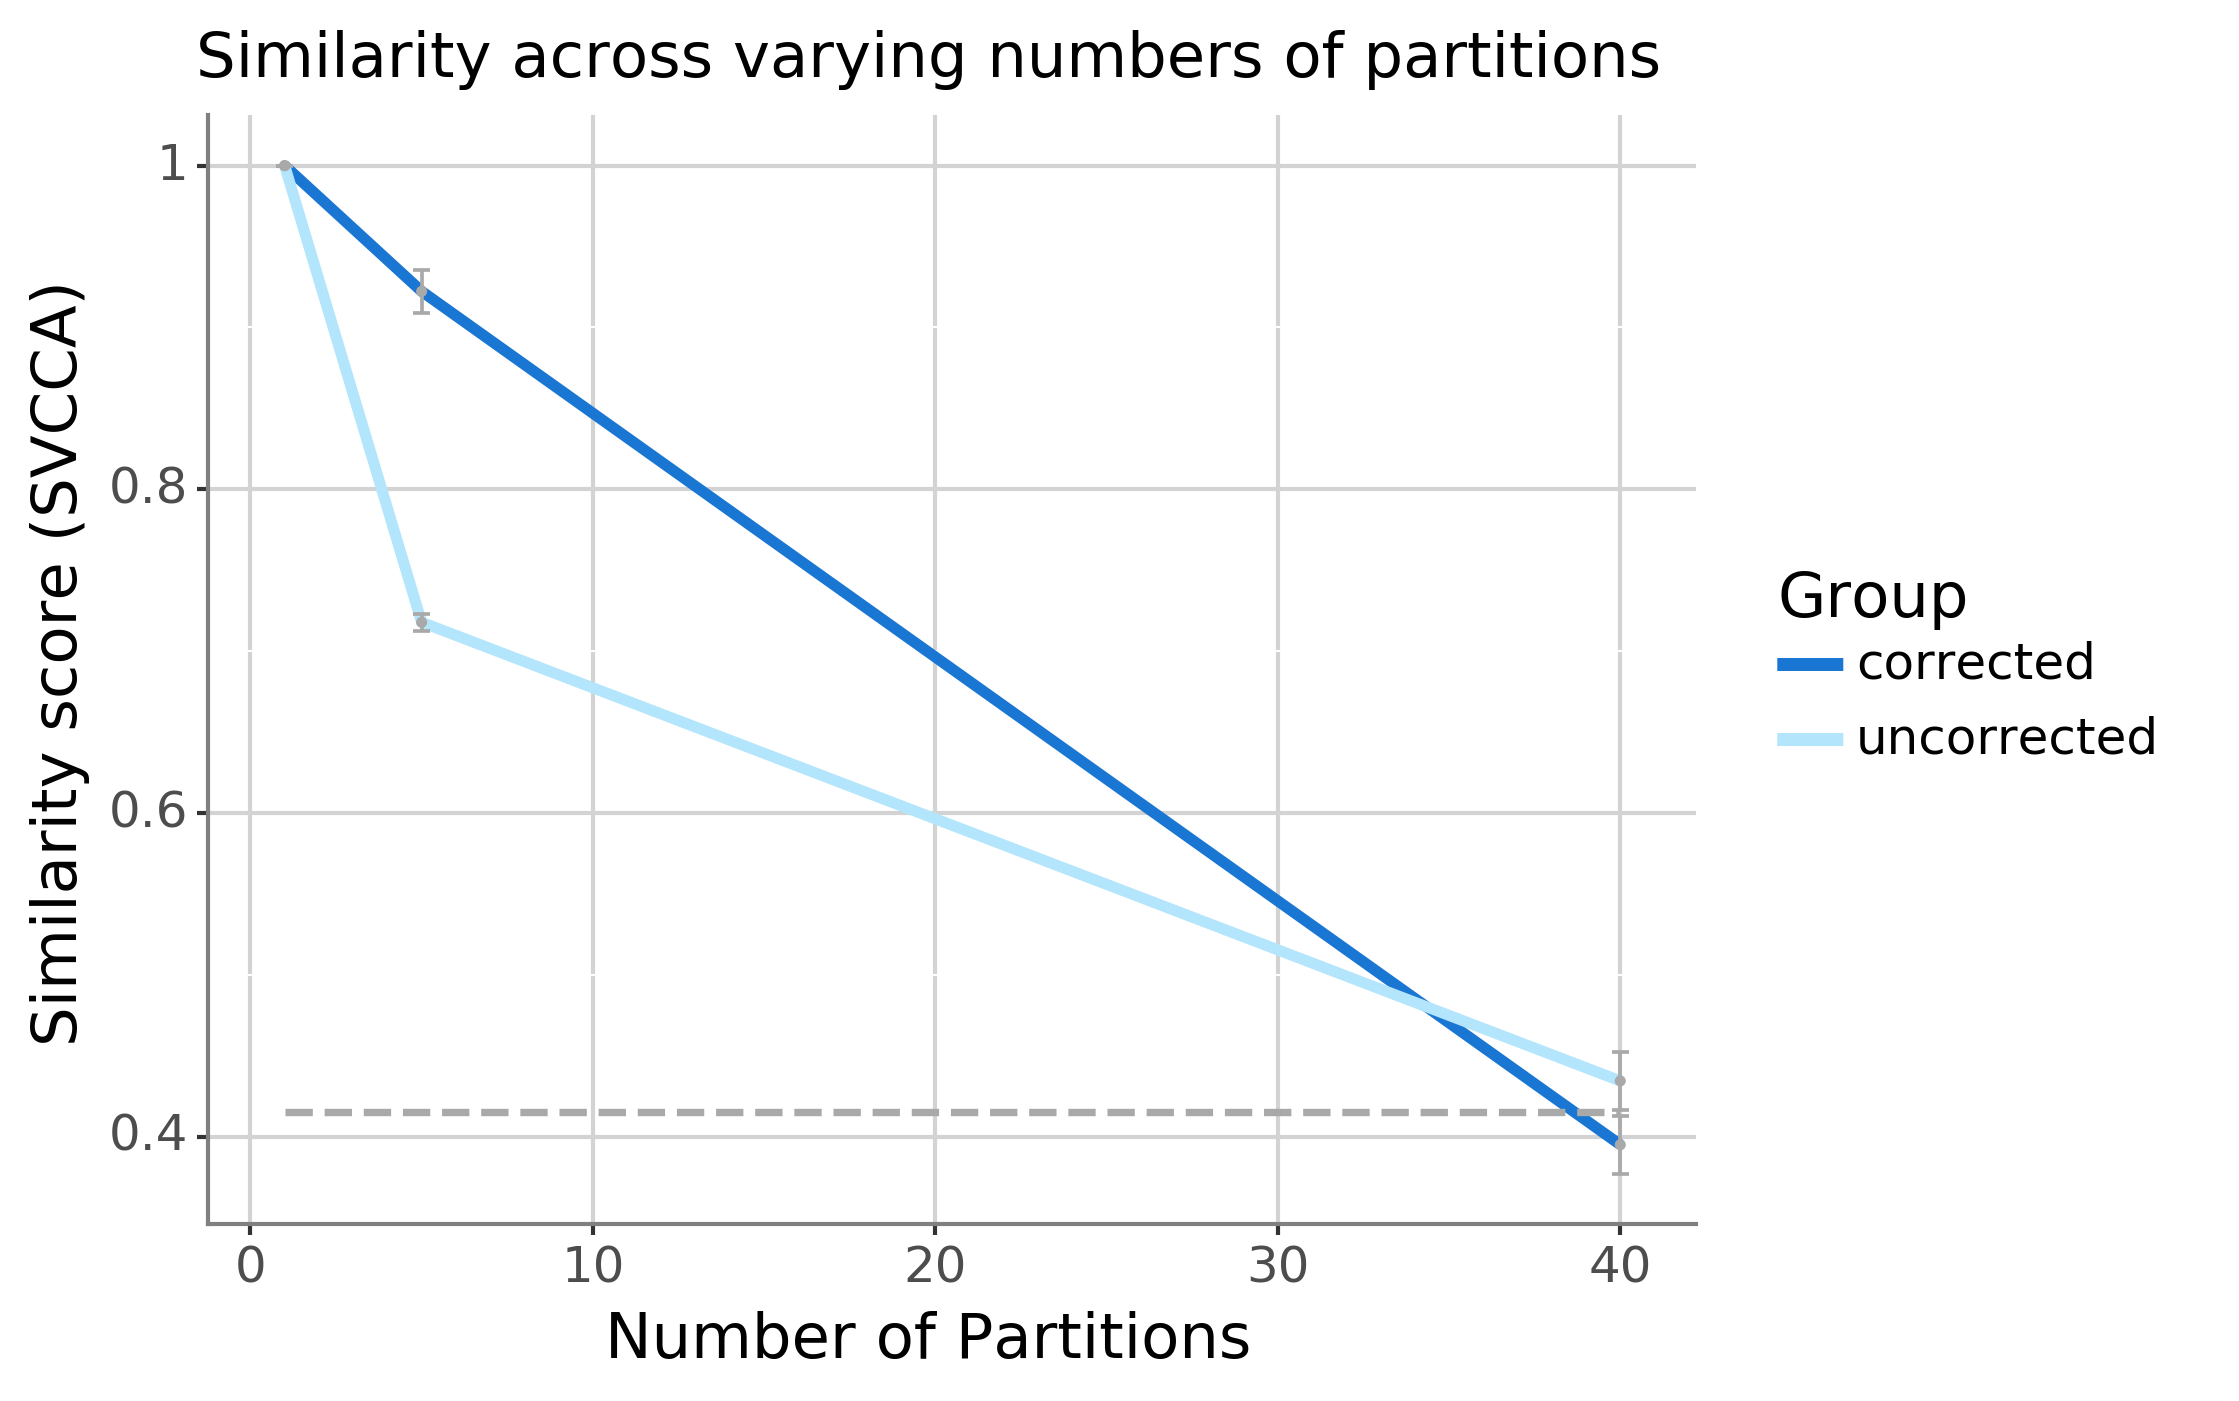 Similarity across varying numbers of partitions
Similarity score (SVCCA)
1
0.8
0.6
0.4
0
10
20
30
40
Number of Partitions
Group
corrected
uncorrected